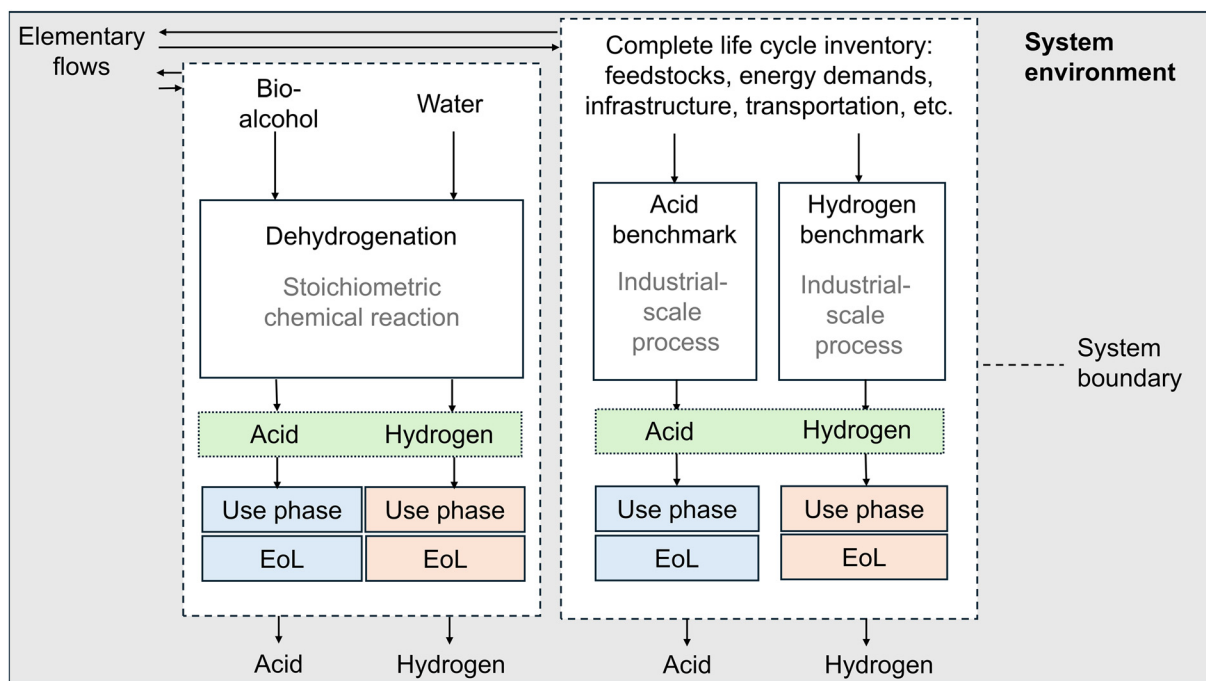 Elementary
flows
Complete life cycle inventory:
feedstocks, energy demands,
infrastructure, transportation, etc.
System
environment
Bio-
alcohol
Water
Dehydrogenation
Stoichiometric
chemical reaction
Acid
benchmark
Industrial-
scale
process
Hydrogen
benchmark
Industrial-
scale
process
System
boundary
Acid
Hydrogen
Acid
Hydrogen
Use phase
Use phase
Use phase
Use phase
EoL
EoL
EoL
EoL
Acid
Hydrogen
Acid
Hydrogen